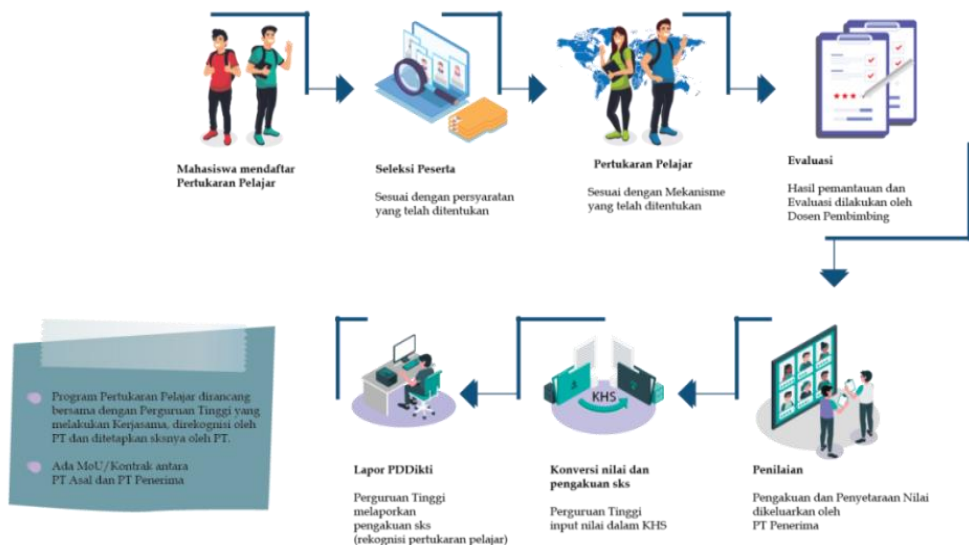 Mahasiswa mendaftar
Pertukaran Pelajar
Seleksi Peserta
Sesuai dengan persyaratan
yang telah ditentukan
Pertukaran Pelajar
Sesuai dengan Mekanisme
yang telah ditentukan
Evaluasi
Hasil pemantauan dan
Evaluasi dilakukan oleh
Dosen Pembimbing
Penilaian
Pengakuan dan Penyetaraan Nilai
dikeluarkan oleh
PT Penerima
KHS
Konversi nilai dan
pengakuan sks
Perguruan Tinggi
input nilai dalam KHS
Lapor PDDikti
Perguruan Tinggi
melaporkan
pengakuan sks
(rekognisi pertukaran pelajar)
Program Pertukaran Pelajar dirancang
bersama dengan Perguruan Tinggi yang
melakukan Kerjasama, direkognisi oleh
PT dan ditetapkan sksnya oleh PT.
Ada MoU/Kontrak antara
PT Asal dan PT Penerima